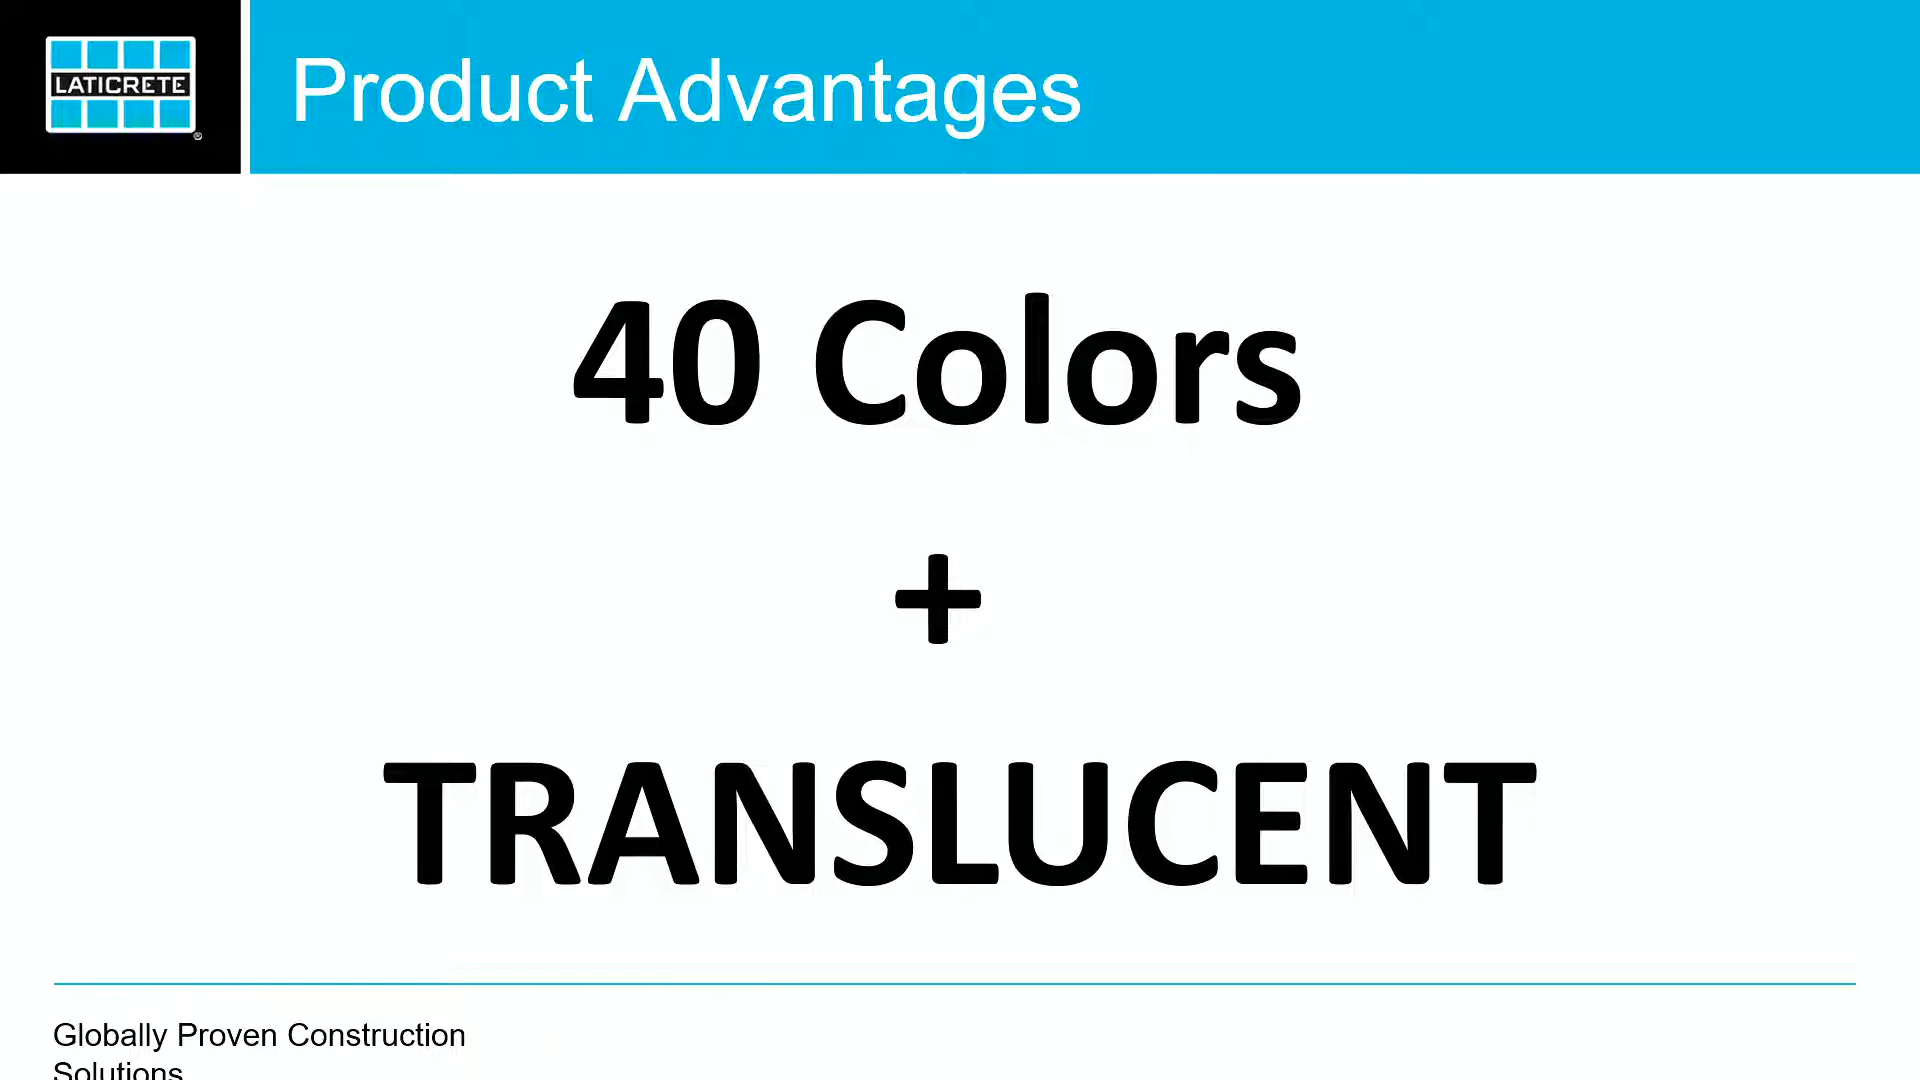 LATICRETE
®
Product Advantages
40 Colors
+
TRANSLUCENT
Globally Proven Construction
Solutions